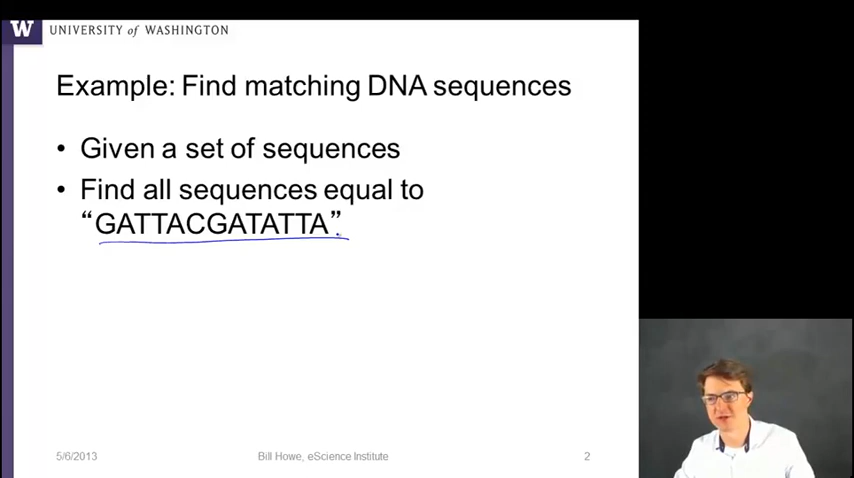 W UNIVERSITY of WASHINGTON
Example: Find matching DNA sequences
• Given a set of sequences
• Find all sequences equal to
“GATTACGATATTA”.
5/6/2013 Bill Howe, eScience Institute 2